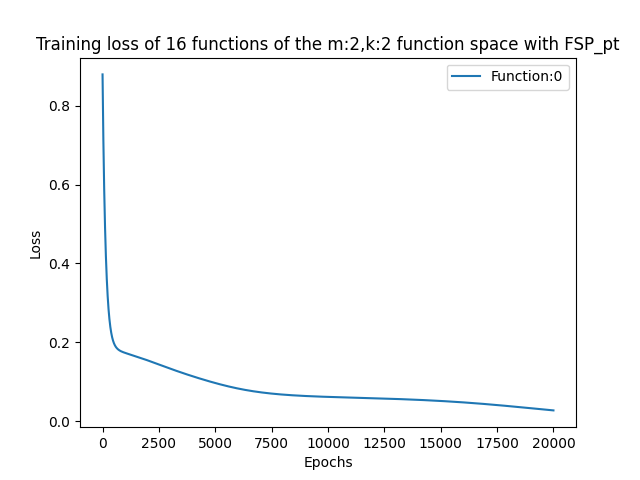 Training loss of 16 functions of the m:2,k:2 function space with FSP_pt
Function:0
Loss
0.8
0.6
0.4
0.2
0.0
0 2500 5000 7500 10000 12500 15000 17500 20000
Epochs